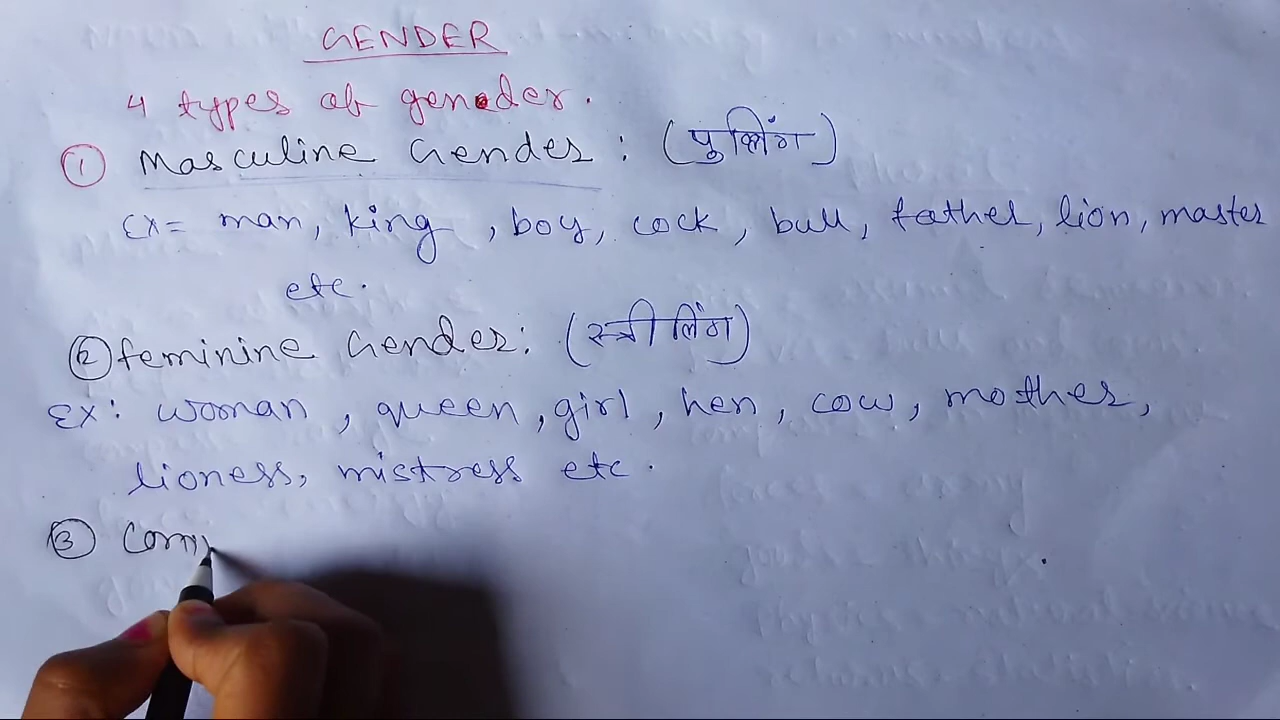 GENDER
4 types of gender.
① Masculine Gender : (पूलिंग)
Ex= man, king, boy, cock, bull, father, lion, master
etc.
② feminine Gender: (स्त्रीलिंग)
Ex: woman, queen, girl, hen, cow, mother,
lioness, mistress etc.
③ Com